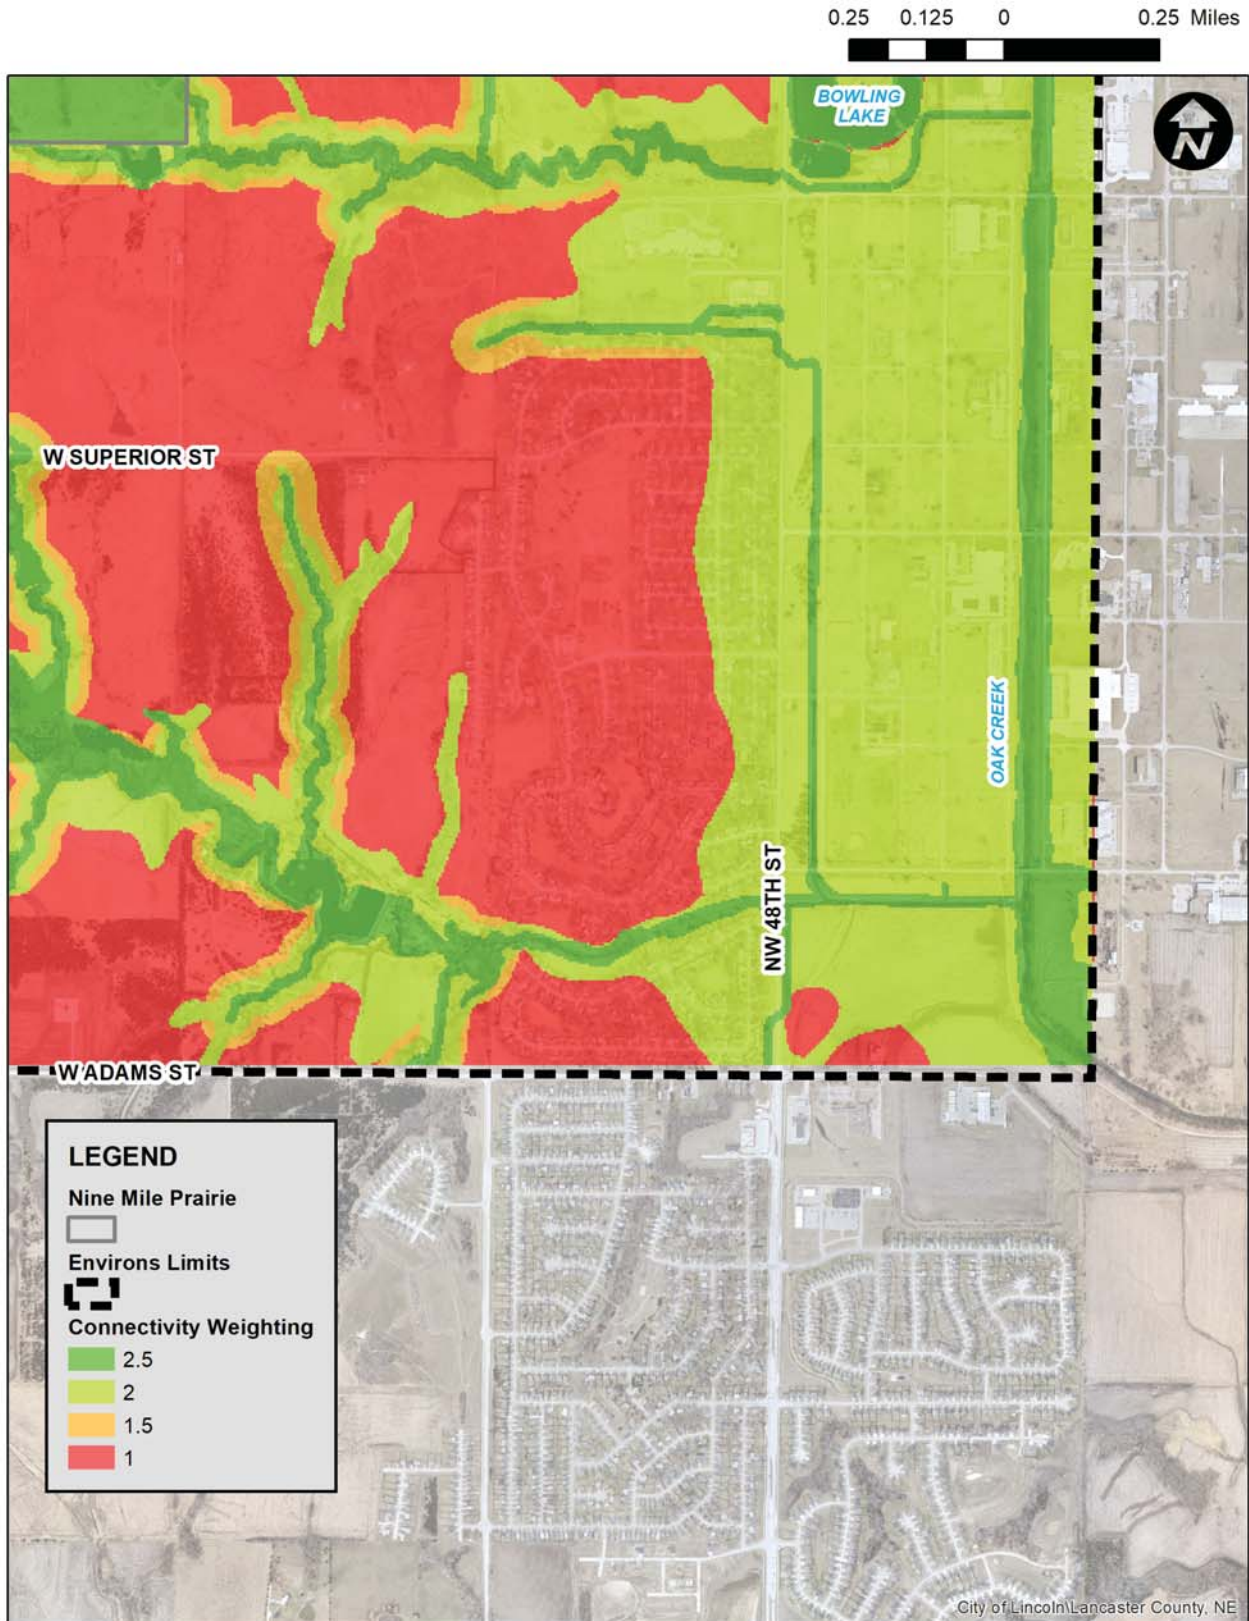 0.25 0.125 0 0.25 Miles
BOWLING
LAKE
N
W SUPERIOR ST
OAK CREEK
NW 48TH ST
W ADAMS ST
LEGEND
Nine Mile Prairie
Environs Limits
Connectivity Weighting
2.5
2
1.5
1
City of Lincoln\Lancaster County, NE